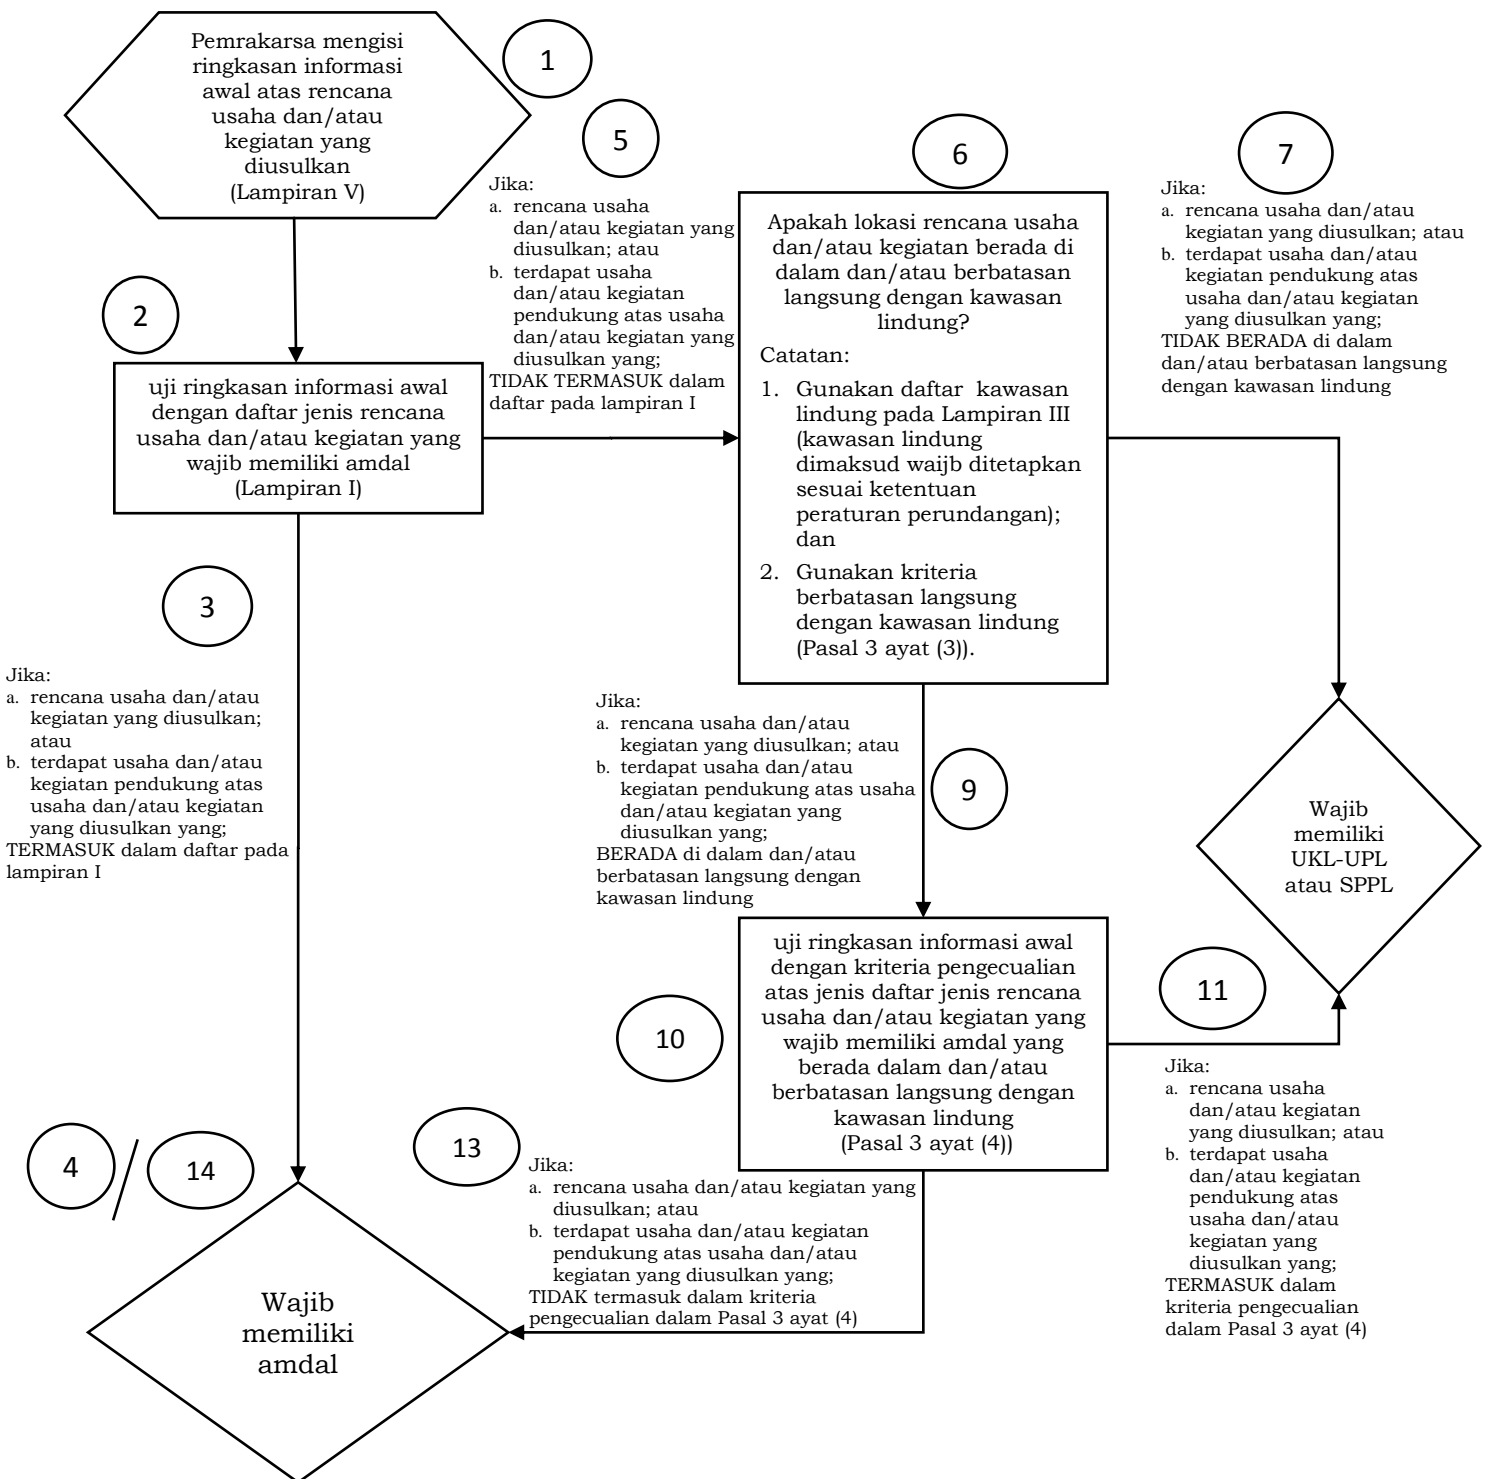 Pemrakarsa mengisi
ringkasan informasi
awal atas rencana
usaha dan/atau
kegiatan yang
diusulkan
(Lampiran V)
1
2
uji ringkasan informasi awal
dengan daftar jenis rencana
usaha dan/atau kegiatan yang
wajib memiliki amdal
(Lampiran I)
3
Jika:
a. rencana usaha dan/atau
kegiatan yang diusulkan;
atau
b. terdapat usaha dan/atau
kegiatan pendukung atas
usaha dan/atau kegiatan
yang diusulkan yang;
TERMASUK dalam daftar pada
lampiran I
4
/
14
Wajib
memiliki
amdal
5
Jika:
a. rencana usaha
dan/atau kegiatan yang
diusulkan; atau
b. terdapat usaha
dan/atau kegiatan
pendukung atas usaha
dan/atau kegiatan yang
diusulkan yang;
TIDAK TERMASUK dalam
daftar pada lampiran I
6
Apakah lokasi rencana usaha
dan/atau kegiatan berada di
dalam dan/atau berbatasan
langsung dengan kawasan
lindung?
Catatan:
1. Gunakan daftar kawasan
lindung pada Lampiran III
(kawasan lindung
dimaksud waijb ditetapkan
sesuai ketentuan
peraturan perundangan);
dan
2. Gunakan kriteria
berbatasan langsung
dengan kawasan lindung
(Pasal 3 ayat (3)).
7
Jika:
a. rencana usaha dan/atau
kegiatan yang diusulkan; atau
b. terdapat usaha dan/atau
kegiatan pendukung atas
usaha dan/atau kegiatan
yang diusulkan yang;
TIDAK BERADA di dalam
dan/atau berbatasan langsung
dengan kawasan lindung
Wajib
memiliki
UKL-UPL
atau SPPL
Jika:
a. rencana usaha dan/atau
kegiatan yang diusulkan; atau
b. terdapat usaha dan/atau
kegiatan pendukung atas usaha
dan/atau kegiatan yang
diusulkan yang;
BERADA di dalam dan/atau
berbatasan langsung dengan
kawasan lindung
9
10
uji ringkasan informasi awal
dengan kriteria pengecualian
atas jenis daftar jenis rencana
usaha dan/atau kegiatan yang
wajib memiliki amdal yang
berada dalam dan/atau
berbatasan langsung dengan
kawasan lindung
(Pasal 3 ayat (4))
11
Jika:
a. rencana usaha
dan/atau kegiatan
yang diusulkan; atau
b. terdapat usaha
dan/atau kegiatan
pendukung atas
usaha dan/atau
kegiatan yang
diusulkan yang;
TERMASUK dalam
kriteria pengecualian
dalam Pasal 3 ayat (4)
13
Jika:
a. rencana usaha dan/atau kegiatan yang
diusulkan; atau
b. terdapat usaha dan/atau kegiatan
pendukung atas usaha dan/atau
kegiatan yang diusulkan yang;
TIDAK termasuk dalam kriteria
pengecualian dalam Pasal 3 ayat (4)